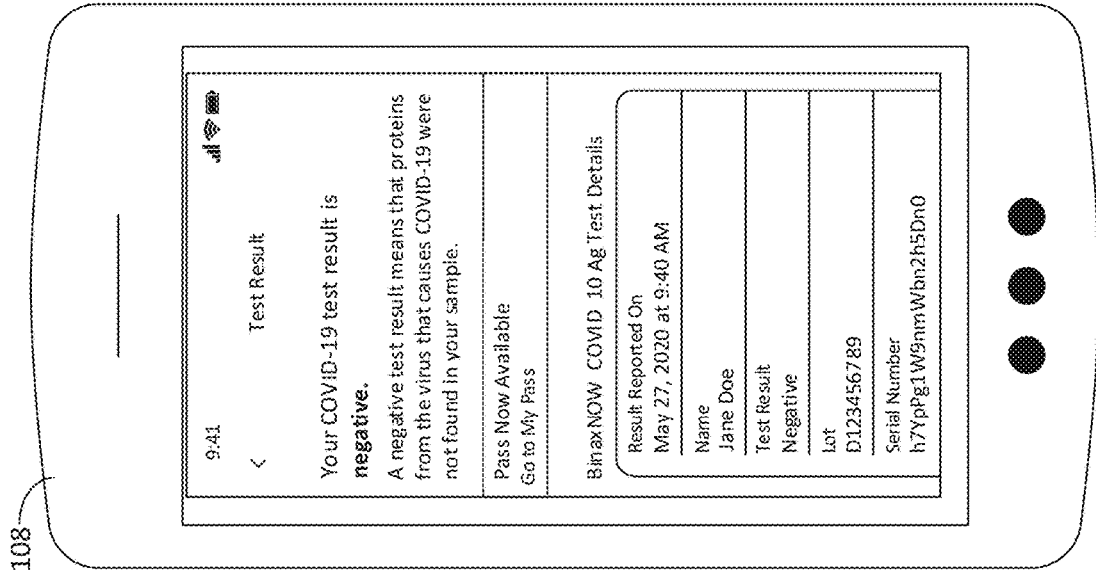 108
9:41
< Test Result
Your COVID-19 test result is
negative.
A negative test result means that proteins
from the virus that causes COVID-19 were
not found in your sample.
Pass Now Available
Go to My Pass
BinaxNOW COVID 10 Ag Test Details
Result Reported On
May 27, 2020 at 9:40 AM
Name
Jane Doe
Test Result
Negative
Lot
D123456789
Serial Number
h7YpPg1W9nmWbn2h5Dn0